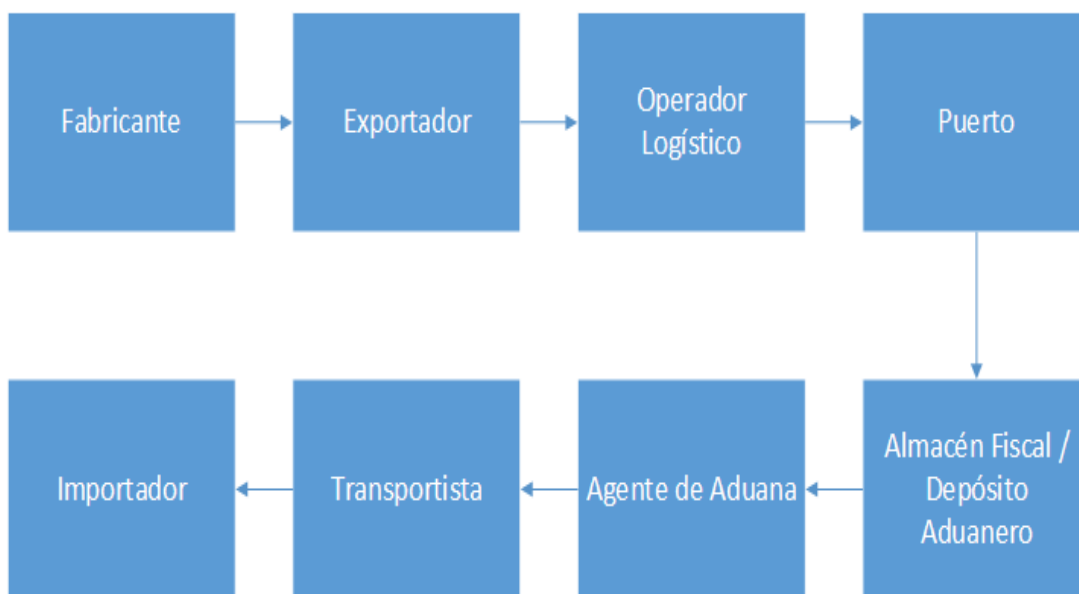 Fabricante
Exportador
Operador
Logístico
Puerto
Almacén Fiscal /
Depósito
Aduanero
Agente de Aduana
Transportista
Importador